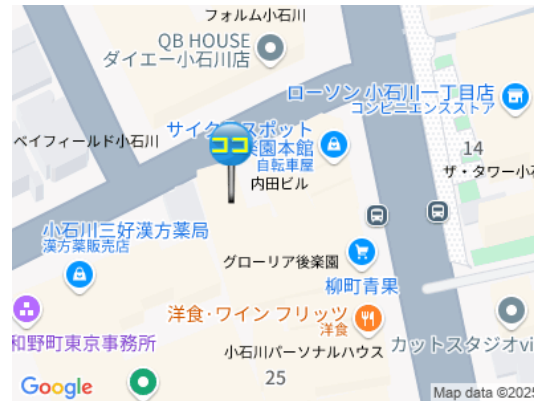 フォルム小石川
QB HOUSE
ダイエー小石川店
ローソン 小石川一丁目店
コンビニエンスストア
ベイフィールド小石川
サイク スポット
ココ
楽園本館
自転車屋
内田ビル
14
ザ・タワー小石
小石川三好漢方薬局
漢方薬販売店
グローリア後楽園
柳町青果
和野町東京事務所
洋食・ワイン フリッツ
洋食
カットスタジオvi
小石川パーソナルハウス
25
Google
Map data ©2025